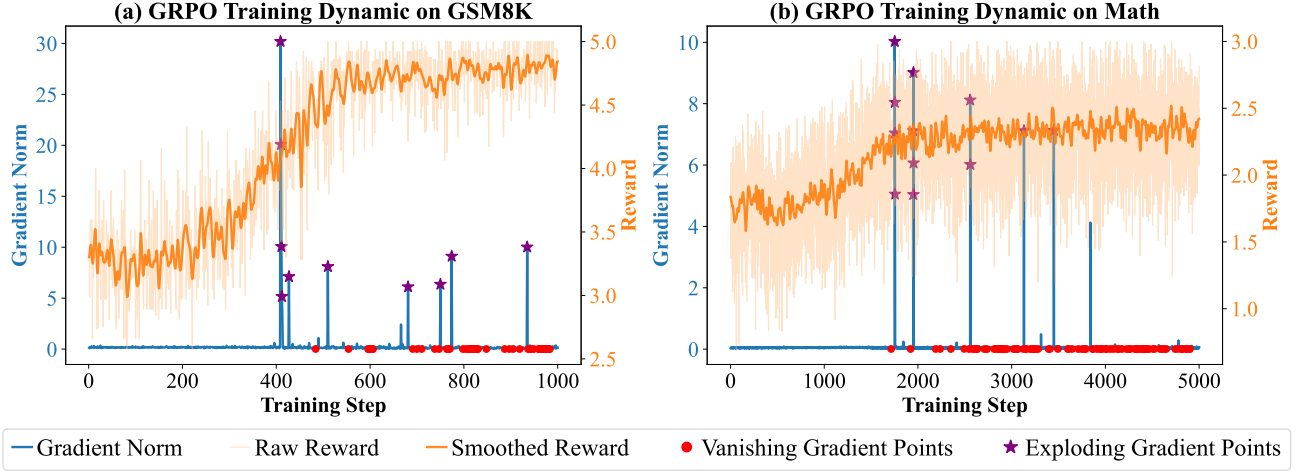 (a) GRPO Training Dynamic on GSM8K
30
25
20
15
10
5
0
Gradient Norm
5.0
4.5
4.0
3.5
3.0
2.5
Reward
0 200 400 600 800 1000
Training Step
(b) GRPO Training Dynamic on Math
10
8
6
4
2
0
Gradient Norm
3.0
2.5
2.0
1.5
1.0
Reward
0 1000 2000 3000 4000 5000
Training Step
Gradient Norm Raw Reward Smoothed Reward Vanishing Gradient Points Exploding Gradient Points